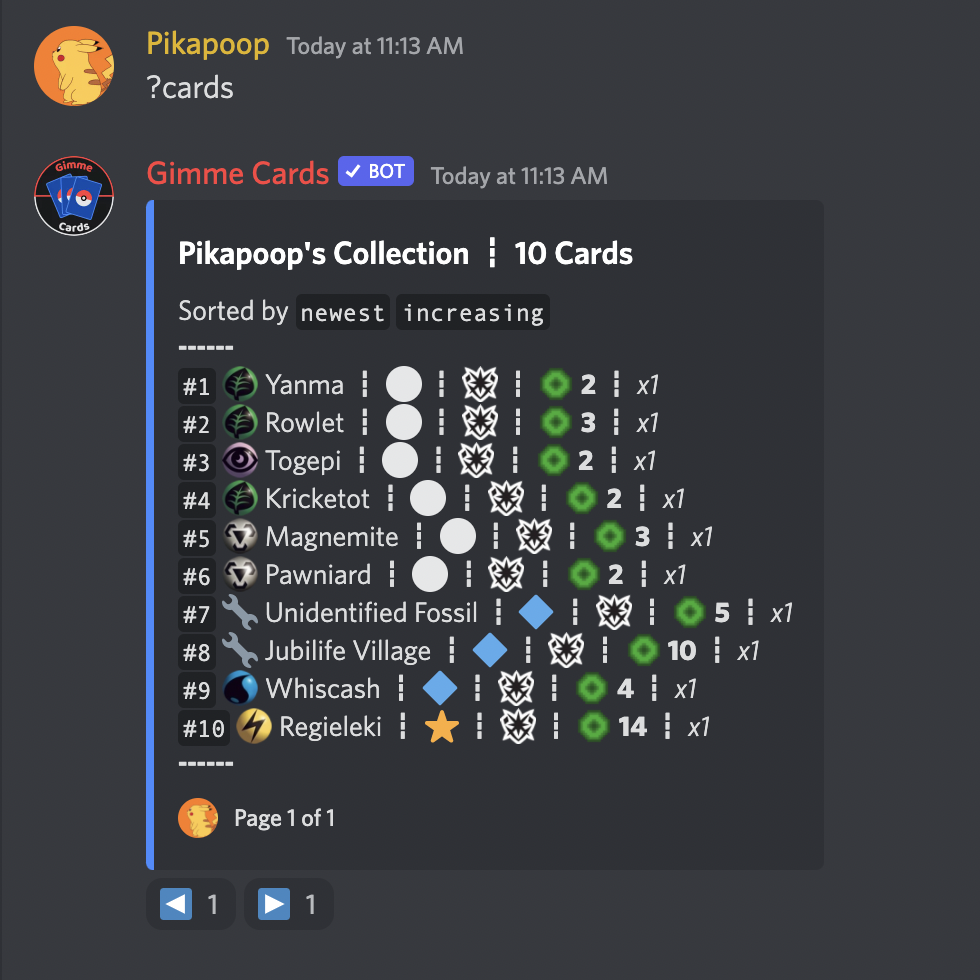 Pikapoop Today at 11:13 AM
?cards
Gimme
Cards
Gimme Cards ✓ BOT Today at 11:13 AM
Pikapoop's Collection ┋ 10 Cards
Sorted by newest increasing
------
#1 Yanma ┋ ┋ ┋ 2 ┋ x1
#2 Rowlet ┋ ┋ ┋ 3 ┋ x1
#3 Togepi ┋ ┋ ┋ 2 ┋ x1
#4 Kricketot ┋ ┋ ┋ 2 ┋ x1
#5 Magnemite ┋ ┋ ┋ 3 ┋ x1
#6 Pawniard ┋ ┋ ┋ 2 ┋ x1
#7 Unidentified Fossil ┋ ┋ ┋ 5 ┋ x1
#8 Jubilife Village ┋ ┋ ┋ 10 ┋ x1
#9 Whiscash ┋ ┋ ┋ 4 ┋ x1
#10 Regieleki ┋ ┋ ┋ 14 ┋ x1
------
Page 1 of 1
1 1